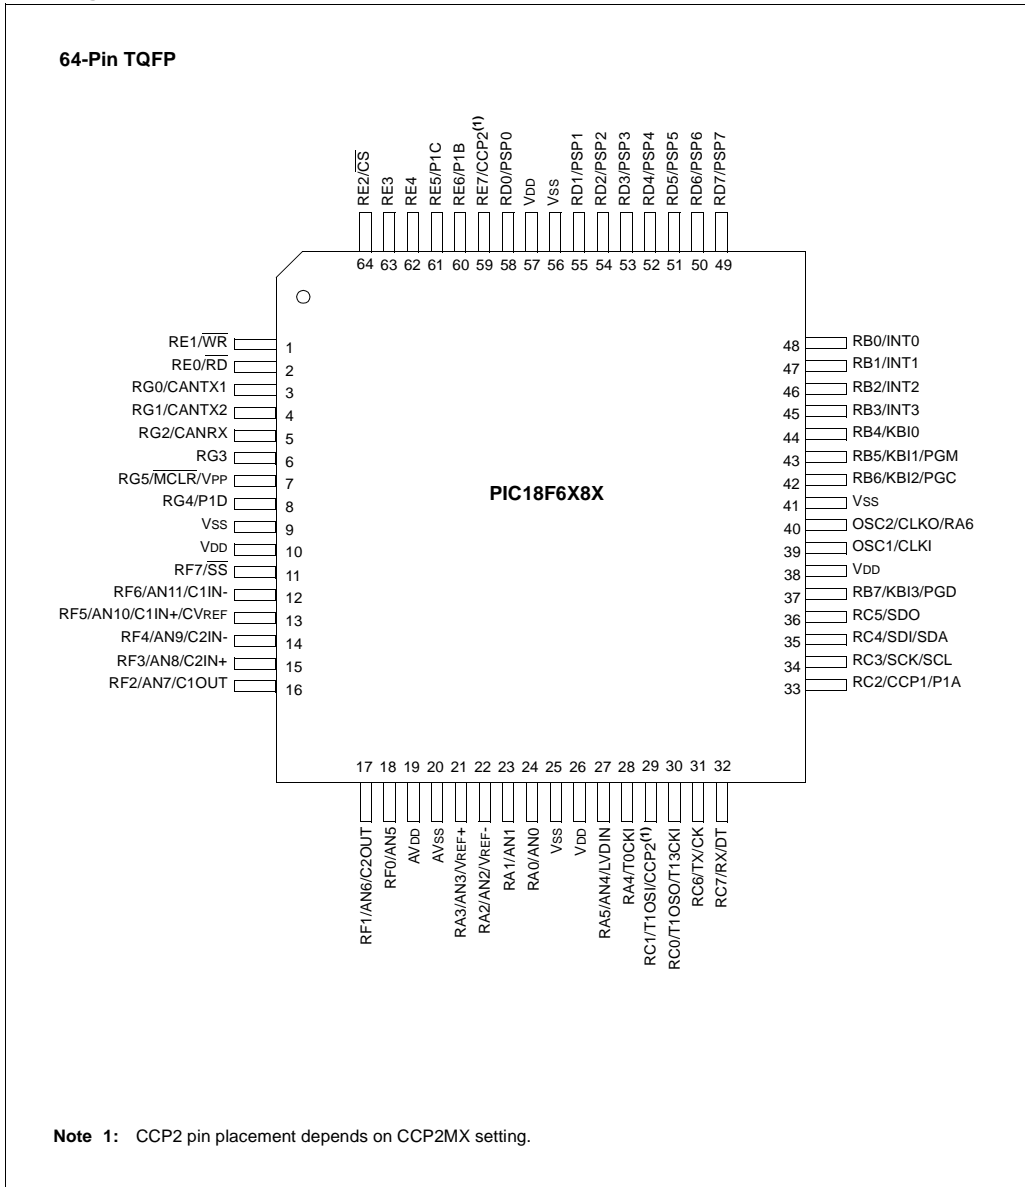 64-Pin TQFP
RE2/CS
RE3
RE4
RE5/P1C
RE6/P1B
RE7/CCP2(1)
RD0/PSP0
VDD
VSS
RD1/PSP1
RD2/PSP2
RD3/PSP3
RD4/PSP4
RD5/PSP5
RD6/PSP6
RD7/PSP7
64 63 62 61 60 59 58 57 56 55 54 53 52 51 50 49
RE1/WR 1
RE0/RD 2
RG0/CANTX1 3
RG1/CANTX2 4
RG2/CANRX 5
RG3 6
RG5/MCLR/VPP 7
RG4/P1D 8
VSS 9
VDD 10
RF7/SS 11
RF6/AN11/C1IN- 12
RF5/AN10/C1IN+/CVREF 13
RF4/AN9/C2IN- 14
RF3/AN8/C2IN+ 15
RF2/AN7/C1OUT 16
PIC18F6X8X
48 RB0/INT0
47 RB1/INT1
46 RB2/INT2
45 RB3/INT3
44 RB4/KBI0
43 RB5/KBI1/PGM
42 RB6/KBI2/PGC
41 VSS
40 OSC2/CLKO/RA6
39 OSC1/CLKI
38 VDD
37 RB7/KBI3/PGD
36 RC5/SDO
35 RC4/SDI/SDA
34 RC3/SCK/SCL
33 RC2/CCP1/P1A
17 18 19 20 21 22 23 24 25 26 27 28 29 30 31 32
RF1/AN6/C2OUT
RF0/AN5
AVDD
AVSS
RA3/AN3/VREF+
RA2/AN2/VREF-
RA1/AN1
RA0/AN0
VSS
VDD
RA5/AN4/LVDIN
RA4/T0CKI
RC1/T1OSI/CCP2(1)
RC0/T1OSO/T13CKI
RC6/TX/CK
RC7/RX/DT
Note 1: CCP2 pin placement depends on CCP2MX setting.